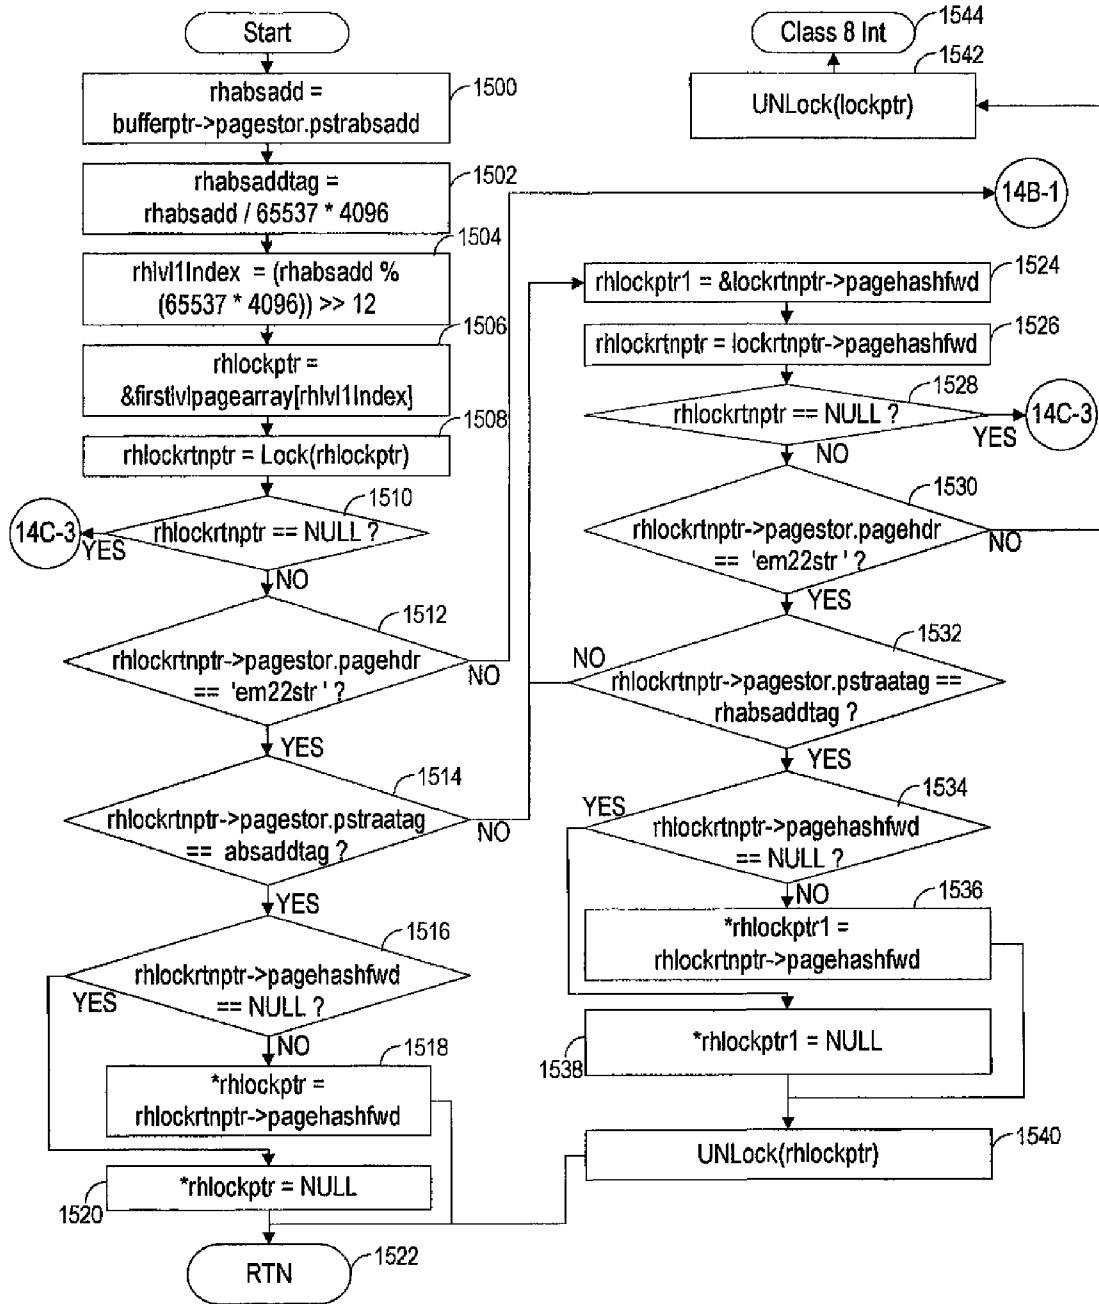 Start
rhabsadd =
bufferptr->pagestor.pstrabsadd
1500
rhabsaddtag =
rhabsadd / 65537 * 4096
1502
rhlvl1Index = (rhabsadd %
(65537 * 4096)) >> 12
1504
rhlockptr =
&firstlvlpagearray[rhlvl1Index]
1506
rhlockrtnptr = Lock(rhlockptr)
1508
rhlockrtnptr == NULL ?
1510
14C-3
YES
NO
rhlockrtnptr->pagestor.pagehdr
== 'em22str ' ?
1512
NO
YES
rhlockrtnptr->pagestor.pstraatag
== absaddtag ?
1514
NO
YES
rhlockrtnptr->pagehashfwd
== NULL ?
1516
YES
NO
*rhlockptr =
rhlockrtnptr->pagehashfwd
1518
*rhlockptr = NULL
1520
RTN
1522
Class 8 Int
1544
UNLock(lockptr)
1542
14B-1
rhlockptr1 = &lockrtnptr->pagehashfwd
1524
rhlockrtnptr = lockrtnptr->pagehashfwd
1526
rhlockrtnptr == NULL ?
1528
YES
14C-3
NO
rhlockrtnptr->pagestor.pagehdr
== 'em22str ' ?
1530
NO
YES
rhlockrtnptr->pagestor.pstraatag ==
rhabsaddtag ?
1532
NO
YES
rhlockrtnptr->pagehashfwd
== NULL ?
1534
YES
NO
*rhlockptr1 =
rhlockrtnptr->pagehashfwd
1536
*rhlockptr1 = NULL
1538
UNLock(rhlockptr)
1540